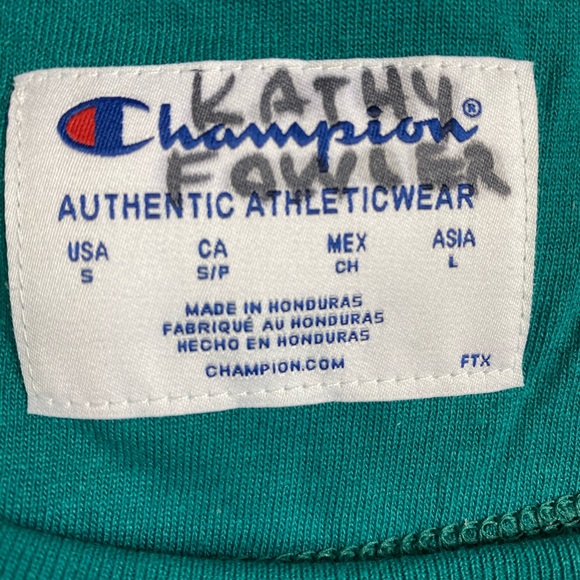 KATHY
Champion®
FOWLER
AUTHENTIC ATHLETICWEAR
USA CA MEX ASIA
S S/P CH L
MADE IN HONDURAS
FABRIQUÉ AU HONDURAS
HECHO EN HONDURAS
CHAMPION.COM FTX